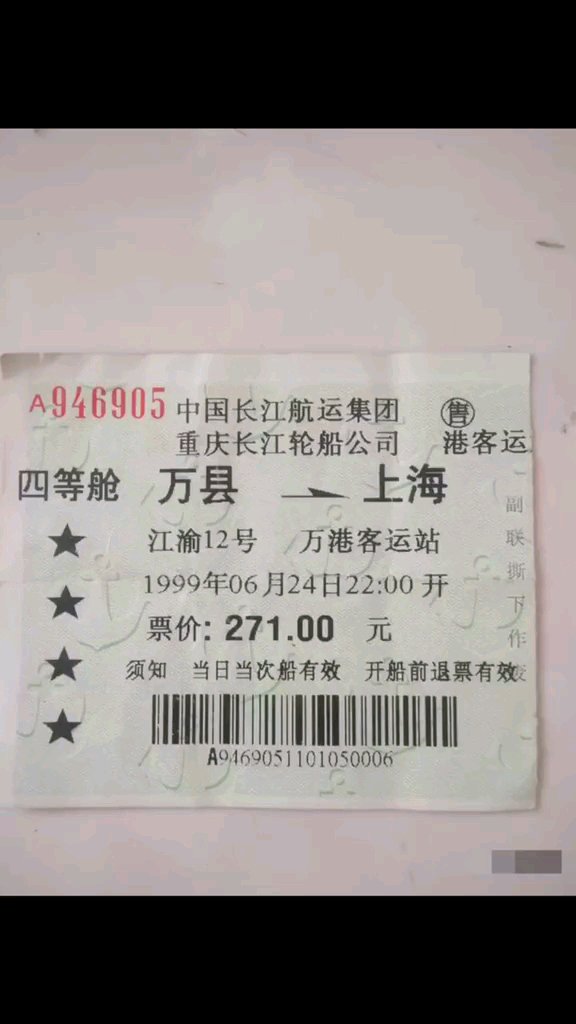 A946905 中国长江航运集团 售
重庆长江轮船公司 港客运
四等舱 万县 上海
江渝12号 万港客运站
1999年06月24日22:00 开
票价: 271.00 元
须知 当日当次船有效 开船前退票有效
A9469051101050006
副联撕下作废